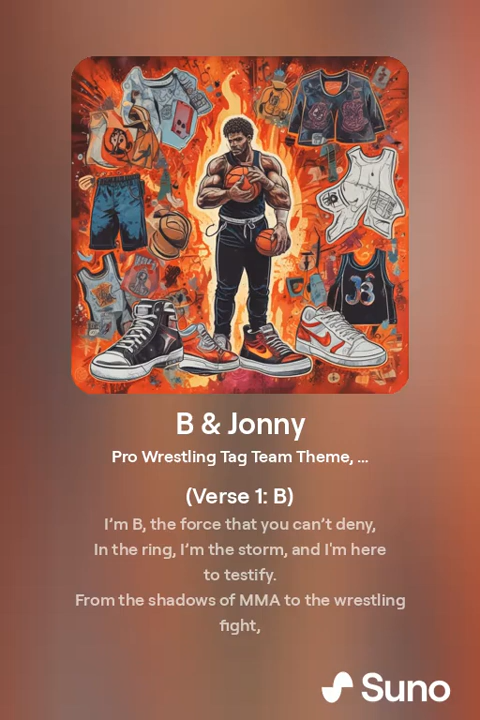 B & Jonny
Pro Wrestling Tag Team Theme, ...
(Verse 1: B)
I’m B, the force that you can’t deny,
In the ring, I’m the storm, and I'm here
to testify.
From the shadows of MMA to the wrestling
fight,
Suno